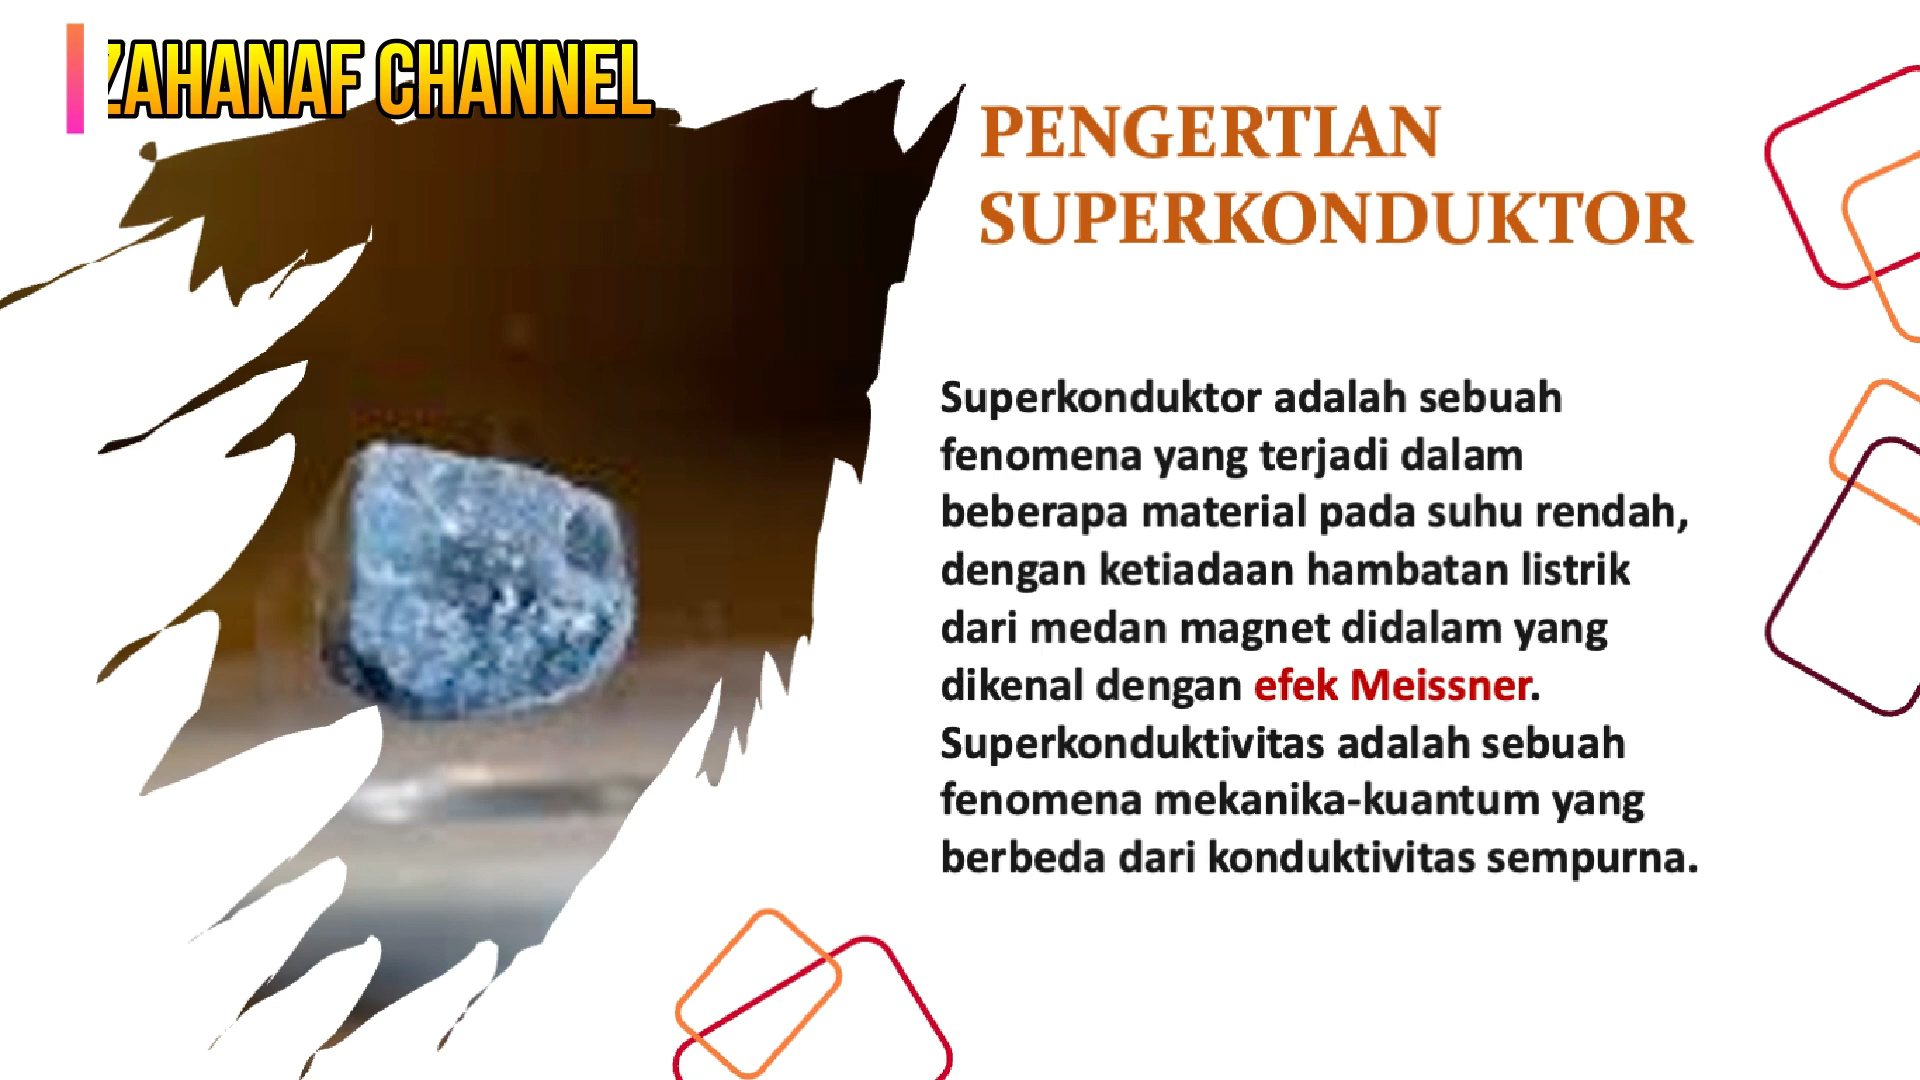 ZAHANAF CHANNEL
PENGERTIAN
SUPERKONDUKTOR
Superkonduktor adalah sebuah
fenomena yang terjadi dalam
beberapa material pada suhu rendah,
dengan ketiadaan hambatan listrik
dari medan magnet didalam yang
dikenal dengan efek Meissner.
Superkonduktivitas adalah sebuah
fenomena mekanika-kuantum yang
berbeda dari konduktivitas sempurna.